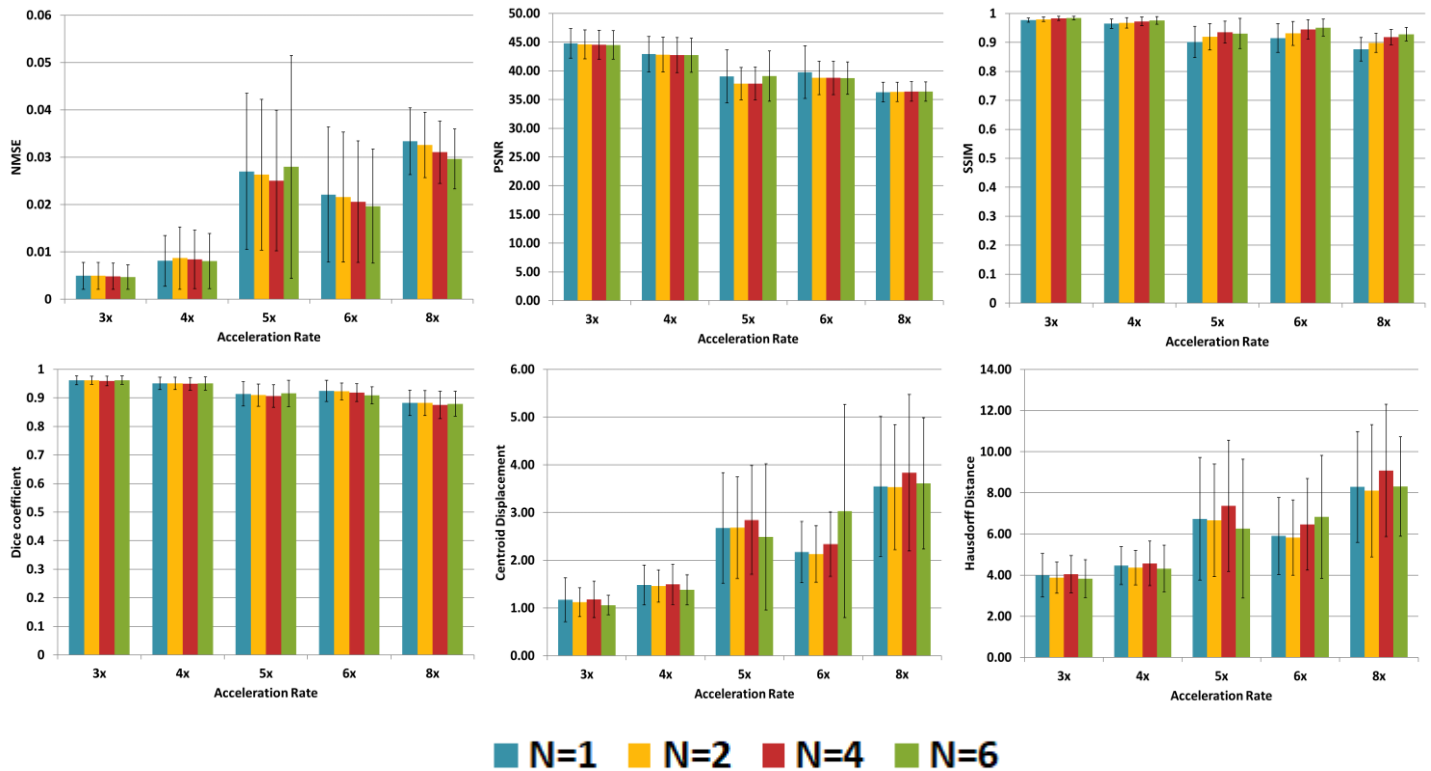 0.06
0.05
0.04
0.03
0.02
0.01
0
NMSE
3x 4x 5x 6x 8x
Acceleration Rate
50.00
45.00
40.00
35.00
30.00
25.00
20.00
15.00
10.00
5.00
0.00
PSNR
3x 4x 5x 6x 8x
Acceleration Rate
1
0.9
0.8
0.7
0.6
0.5
0.4
0.3
0.2
0.1
0
SSIM
3x 4x 5x 6x 8x
Acceleration Rate
1
0.9
0.8
0.7
0.6
0.5
0.4
0.3
0.2
0.1
0
Dice coefficient
3x 4x 5x 6x 8x
Acceleration Rate
6.00
5.00
4.00
3.00
2.00
1.00
0.00
Centroid Displacement
3x 4x 5x 6x 8x
Acceleration Rate
14.00
12.00
10.00
8.00
6.00
4.00
2.00
0.00
Hausdorff Distance
3x 4x 5x 6x 8x
Acceleration Rate
N=1 N=2 N=4 N=6